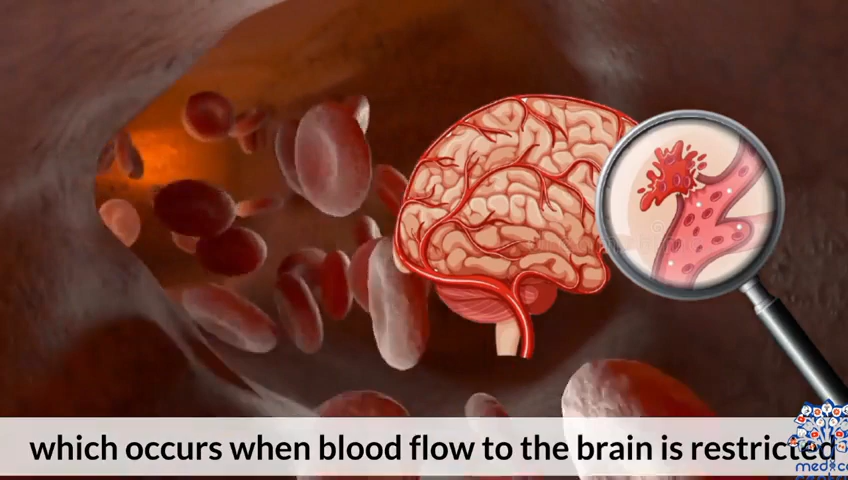 which occurs when blood flow to the brain is restricted